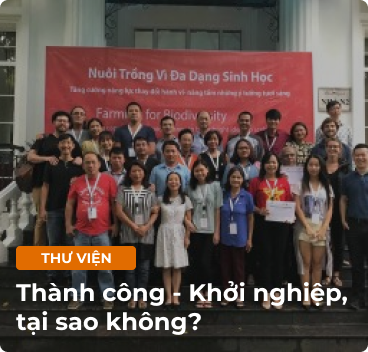 Nuôi Trồng Vì Đa Dạng Sinh Học
Farming for Biodiversity
THƯ VIỆN
Thành công - Khởi nghiệp,
tại sao không?